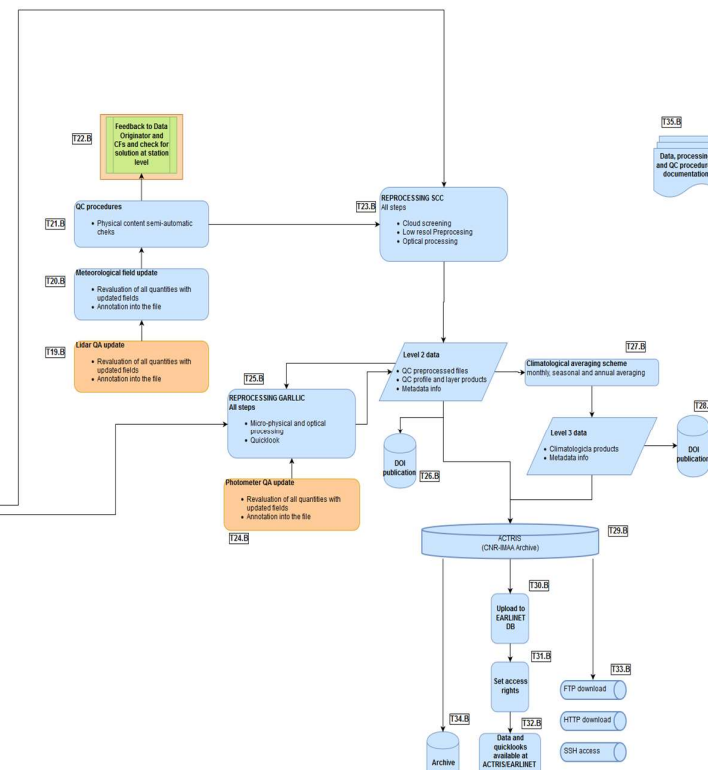 T35.B
Data, processing
and QC procedure
documentation
T22.B
Feedback to Data
Originator and
CFs and check for
solution at station
level
T21.B
QC procedures
• Physical content semi-automatic
cheks
T23.B
REPROCESSING SCC
All steps
• Cloud screening
• Low resol Preprocesing
• Optical processing
T20.B
Meteorological field update
• Revaluation of all quantities with
updated fields
• Annotation into the file
T19.B
Lidar QA update
• Revaluation of all quantities with
updated fields
• Annotation into the file
T25.B
REPROCESSING GARLLIC
All steps
• Micro-physical and optical
processing
• Quicklook
Level 2 data
• QC preprocessed files
• QC profile and layer products
• Metadata info
T27.B
Climatological averaging scheme
monthly, seasonal and annual averaging
T28.
Level 3 data
• Climatologicla products
• Metadata info
DOI
publication
DOI
publication
T26.B
Photometer QA update
• Revaluation of all quantities with
updated fields
• Annotation into the file
T24.B
ACTRIS
(CNR-IMAA Archive)
T29.B
T30.B
Upload to
EARLINET
DB
T31.B
Set access
rights
T33.B
FTP download
HTTP download
SSH access
T34.B
Archive
T32.B
Data and
quicklooks
available at
ACTRIS/EARLINET